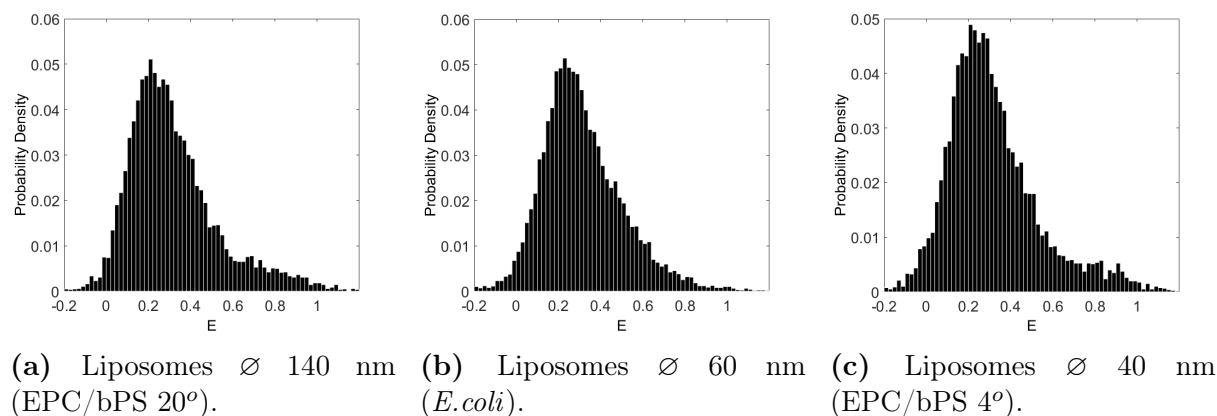 0.06
0.05
0.04
0.03
0.02
0.01
0
Probability Density
-0.2 0 0.2 0.4 0.6 0.8 1
E
(a) Liposomes ∅ 140 nm
(EPC/bPS 20º).
0.06
0.05
0.04
0.03
0.02
0.01
0
Probability Density
-0.2 0 0.2 0.4 0.6 0.8 1
E
(b) Liposomes ∅ 60 nm
(E.coli).
0.05
0.04
0.03
0.02
0.01
0
Probability Density
-0.2 0 0.2 0.4 0.6 0.8 1
E
(c) Liposomes ∅ 40 nm
(EPC/bPS 4º).